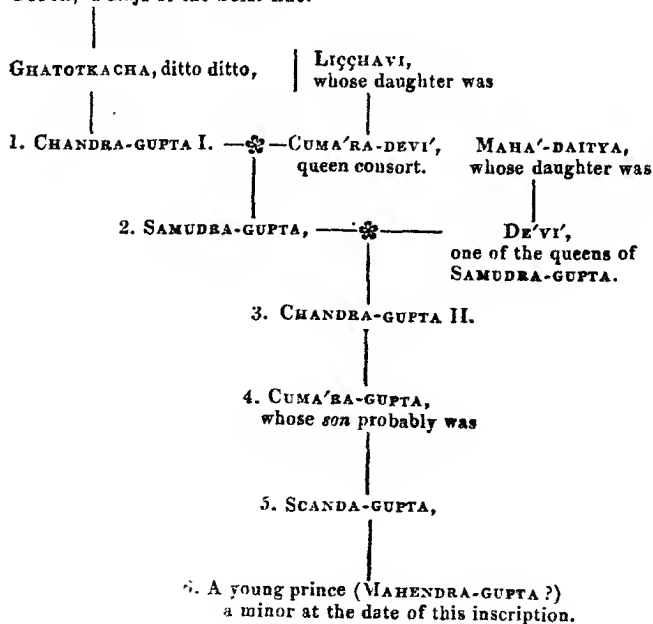 GHATOTKACHA, ditto ditto,
LIÇÇHAVI,
whose daughter was
1. CHANDRA-GUPTA I.
CUMA'RA-DEVI',
queen consort.
MAHA'-DAITYA,
whose daughter was
2. SAMUDRA-GUPTA,
DE'VI',
one of the queens of
SAMUDRA-GUPTA.
3. CHANDRA-GUPTA II.
4. CUMA'RA-GUPTA,
whose son probably was
5. SCANDA-GUPTA,
6. A young prince (MAHENDRA-GUPTA?)
a minor at the date of this inscription.